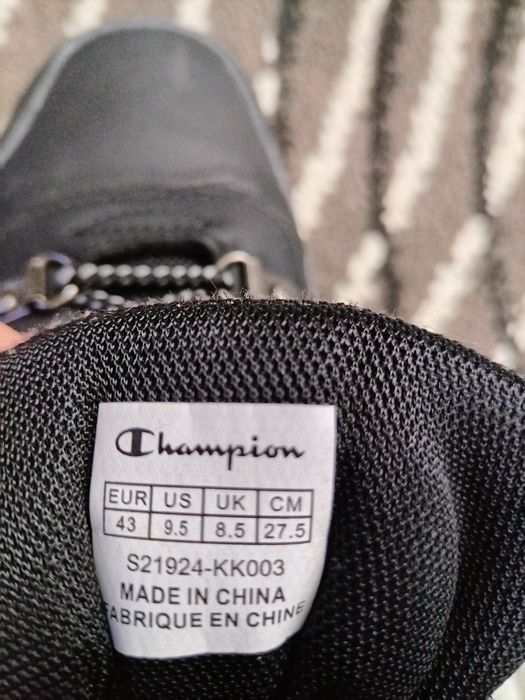 Champion
EUR US UK CM
43 9.5 8.5 27.5
S21924-KK003
MADE IN CHINA
FABRIQUE EN CHINE